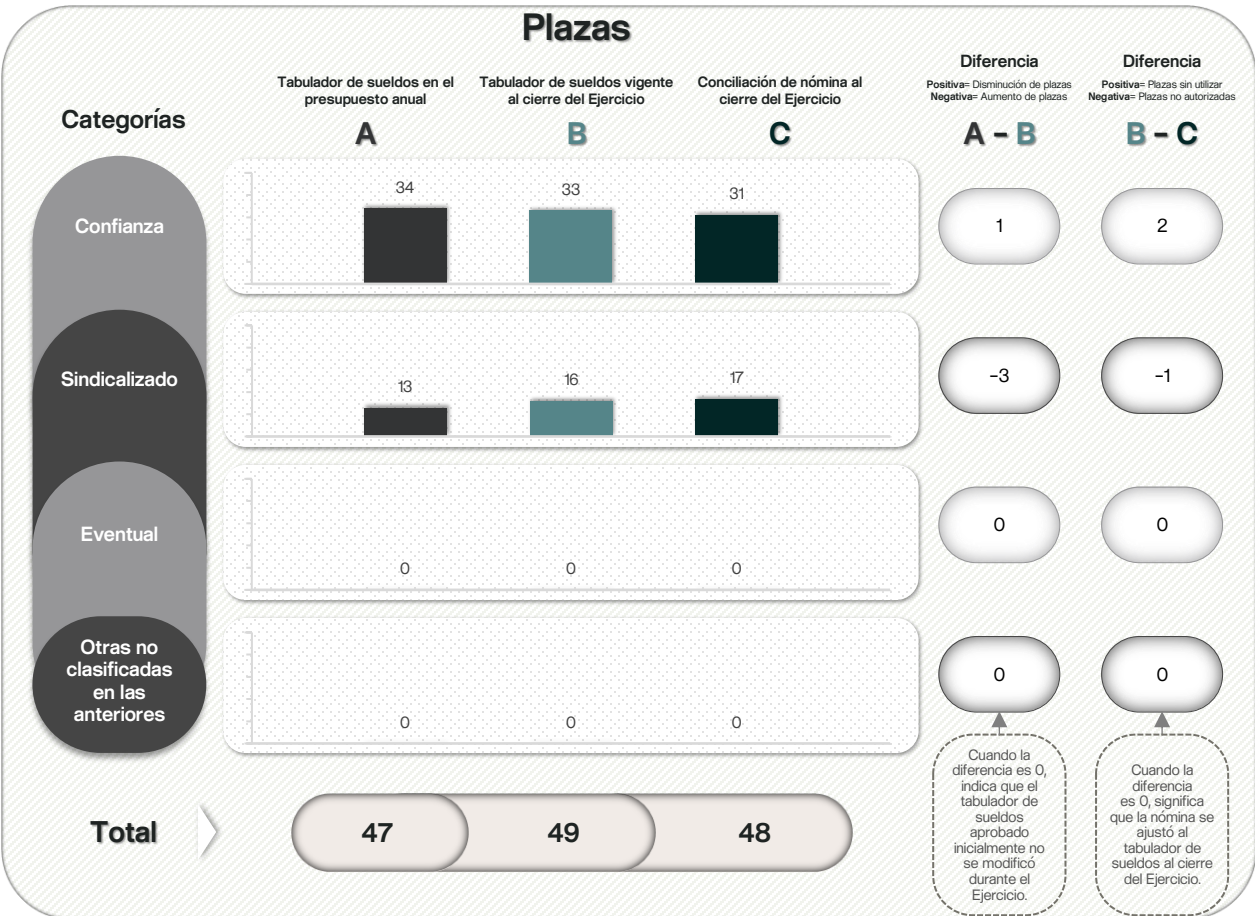 Plazas
Categorías
Tabulador de sueldos en el
presupuesto anual
A
Tabulador de sueldos vigente
al cierre del Ejercicio
B
Conciliación de nómina al
cierre del Ejercicio
C
Diferencia
Positiva= Disminución de plazas
Negativa= Aumento de plazas
A – B
Diferencia
Positiva= Plazas sin utilizar
Negativa= Plazas no autorizadas
B – C
Confianza
34
33
31
1
2
Sindicalizado
13
16
17
-3
-1
Eventual
0
0
0
0
0
Otras no
clasificadas
en las
anteriores
0
0
0
0
0
Cuando la
diferencia es 0,
indica que el
tabulador de
sueldos
aprobado
inicialmente no
se modificó
durante el
Ejercicio.
Cuando la
diferencia
es 0, significa
que la nómina se
ajustó al
tabulador de
sueldos al cierre
del Ejercicio.
Total
47
49
48